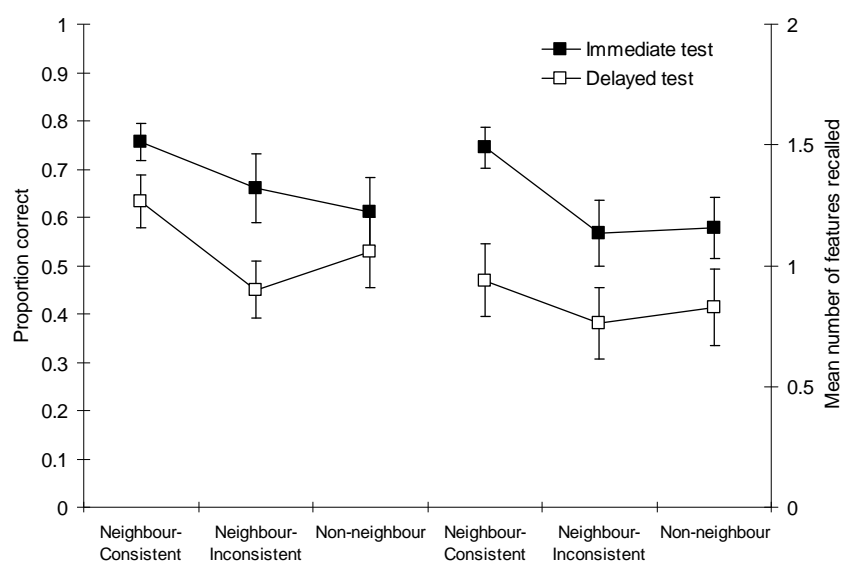 1
0.9
0.8
0.7
0.6
0.5
0.4
0.3
0.2
0.1
0
Proportion correct
Immediate test
Delayed test
2
1.5
1
0.5
0
Mean number of features recalled
Neighbour-
Consistent
Neighbour-
Inconsistent
Non-neighbour
Neighbour-
Consistent
Neighbour-
Inconsistent
Non-neighbour